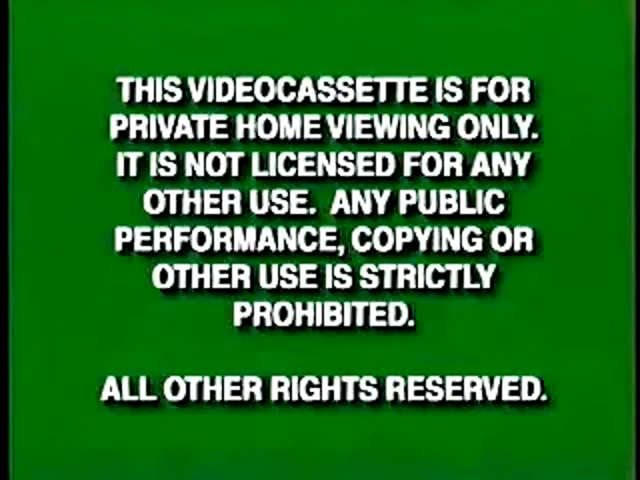 THIS VIDEOCASSETTE IS FOR
PRIVATE HOME VIEWING ONLY.
IT IS NOT LICENSED FOR ANY
OTHER USE.  ANY PUBLIC
PERFORMANCE, COPYING OR
OTHER USE IS STRICTLY
PROHIBITED.
ALL OTHER RIGHTS RESERVED.